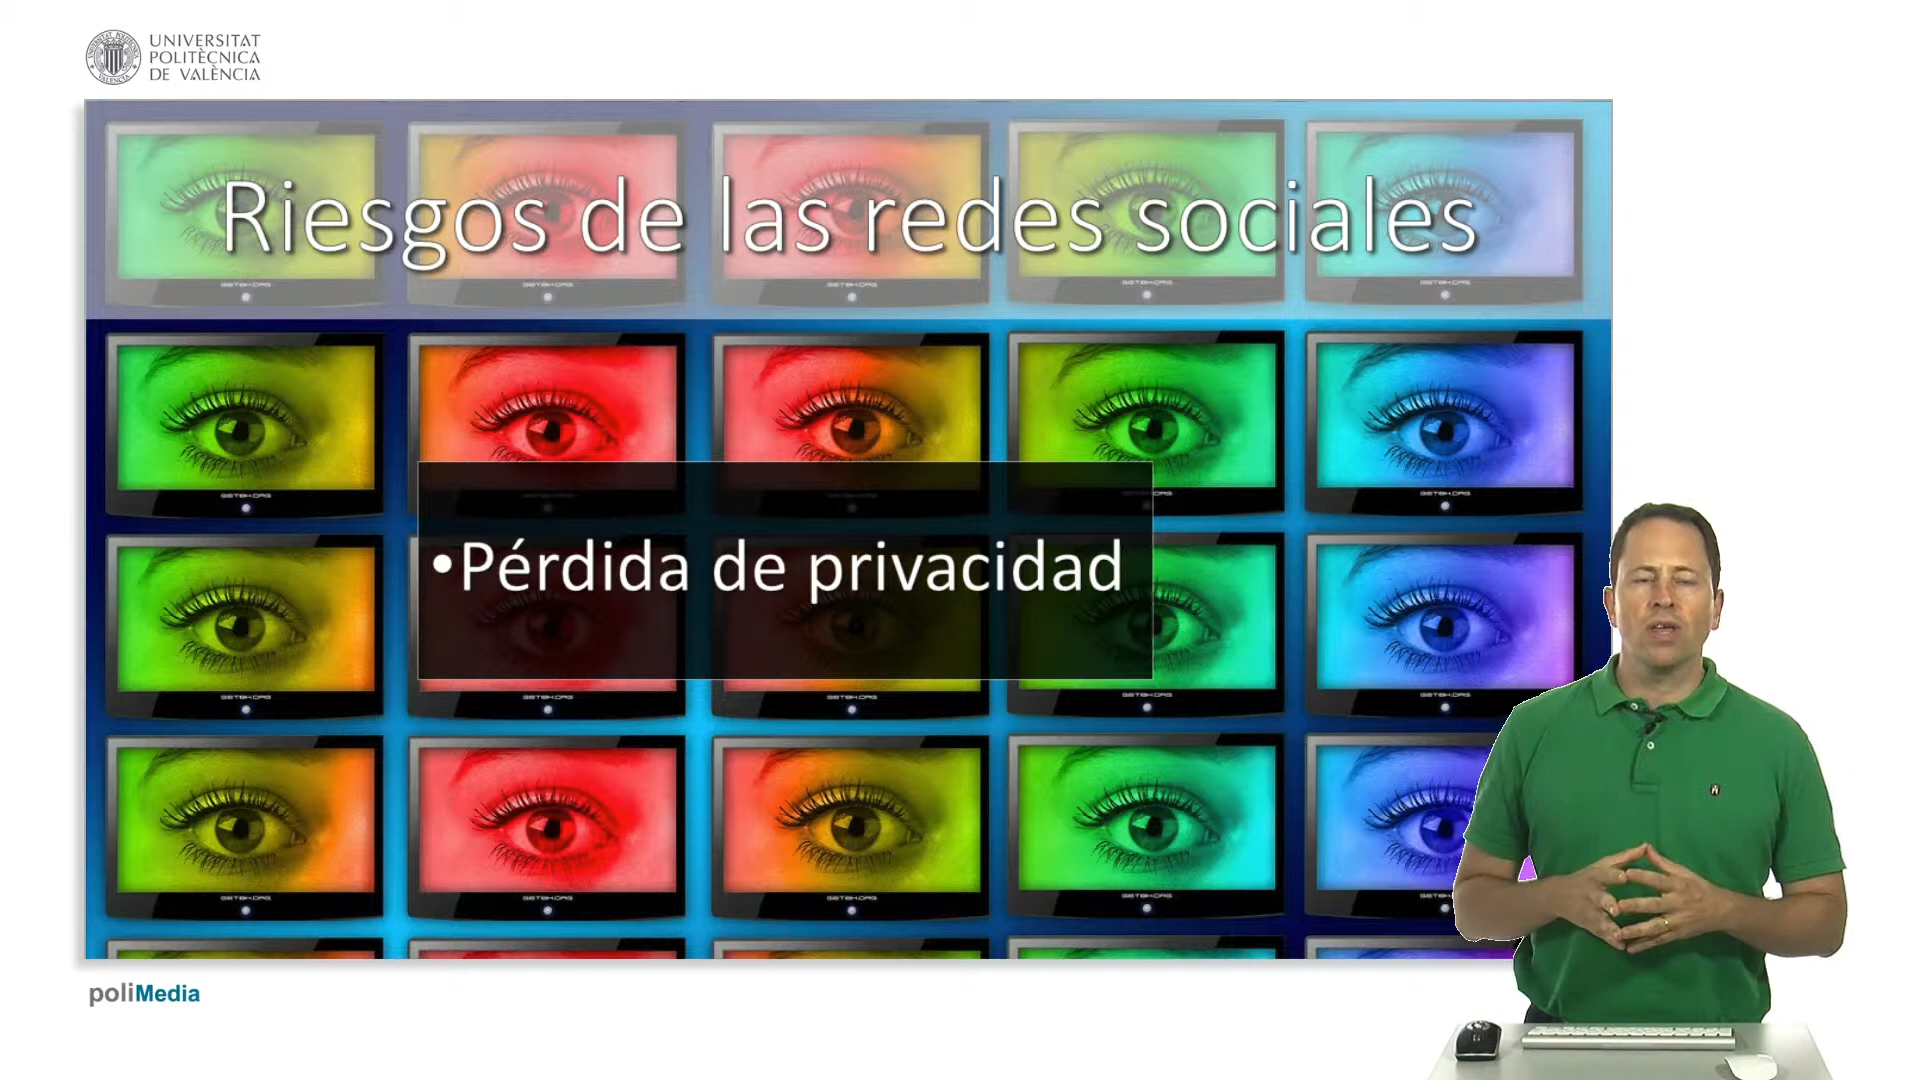 UNIVERSITAT
POLITÈCNICA
DE VALÈNCIA
Riesgos de las redes sociales
•Pérdida de privacidad
poliMedia